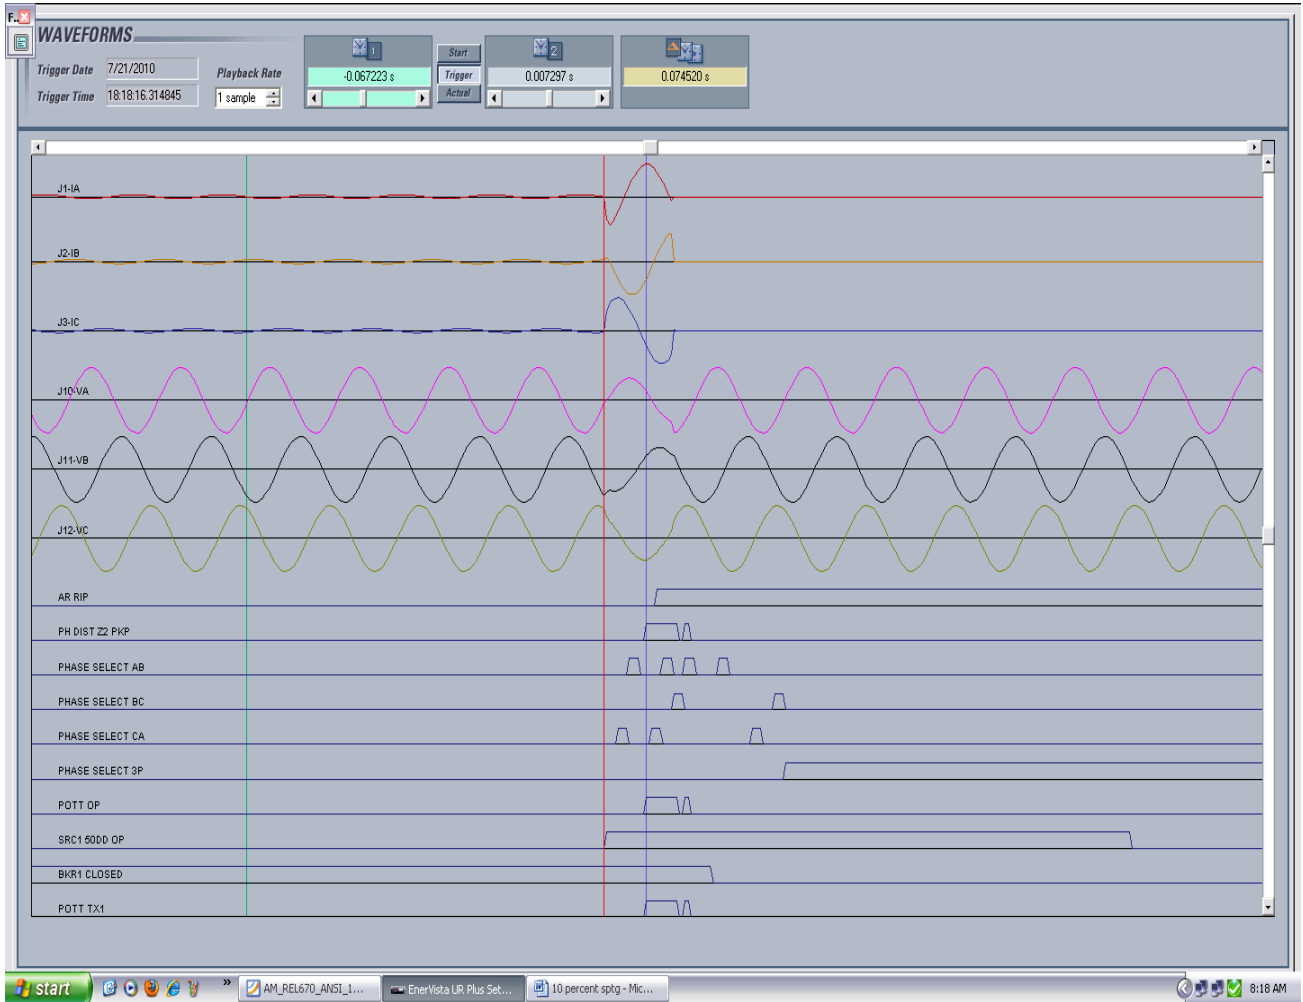 F..
WAVEFORMS
Trigger Date 7/21/2010
Trigger Time 18:18:16.314845
Playback Rate
1 sample
1
-0.067223 s
Start
Trigger
Actual
2
0.007297 s
0.074520 s
J1-IA
J2-IB
J3-IC
J10-VA
J11-VB
J12-VC
AR RIP
PH DIST Z2 PKP
PHASE SELECT AB
PHASE SELECT BC
PHASE SELECT CA
PHASE SELECT 3P
POTT OP
SRC1 50DD OP
BKR1 CLOSED
POTT TX1
start
AM_REL670_ANSI_1...
EnerVista UR Plus Set...
10 percent sptg - Mic...
8:18 AM